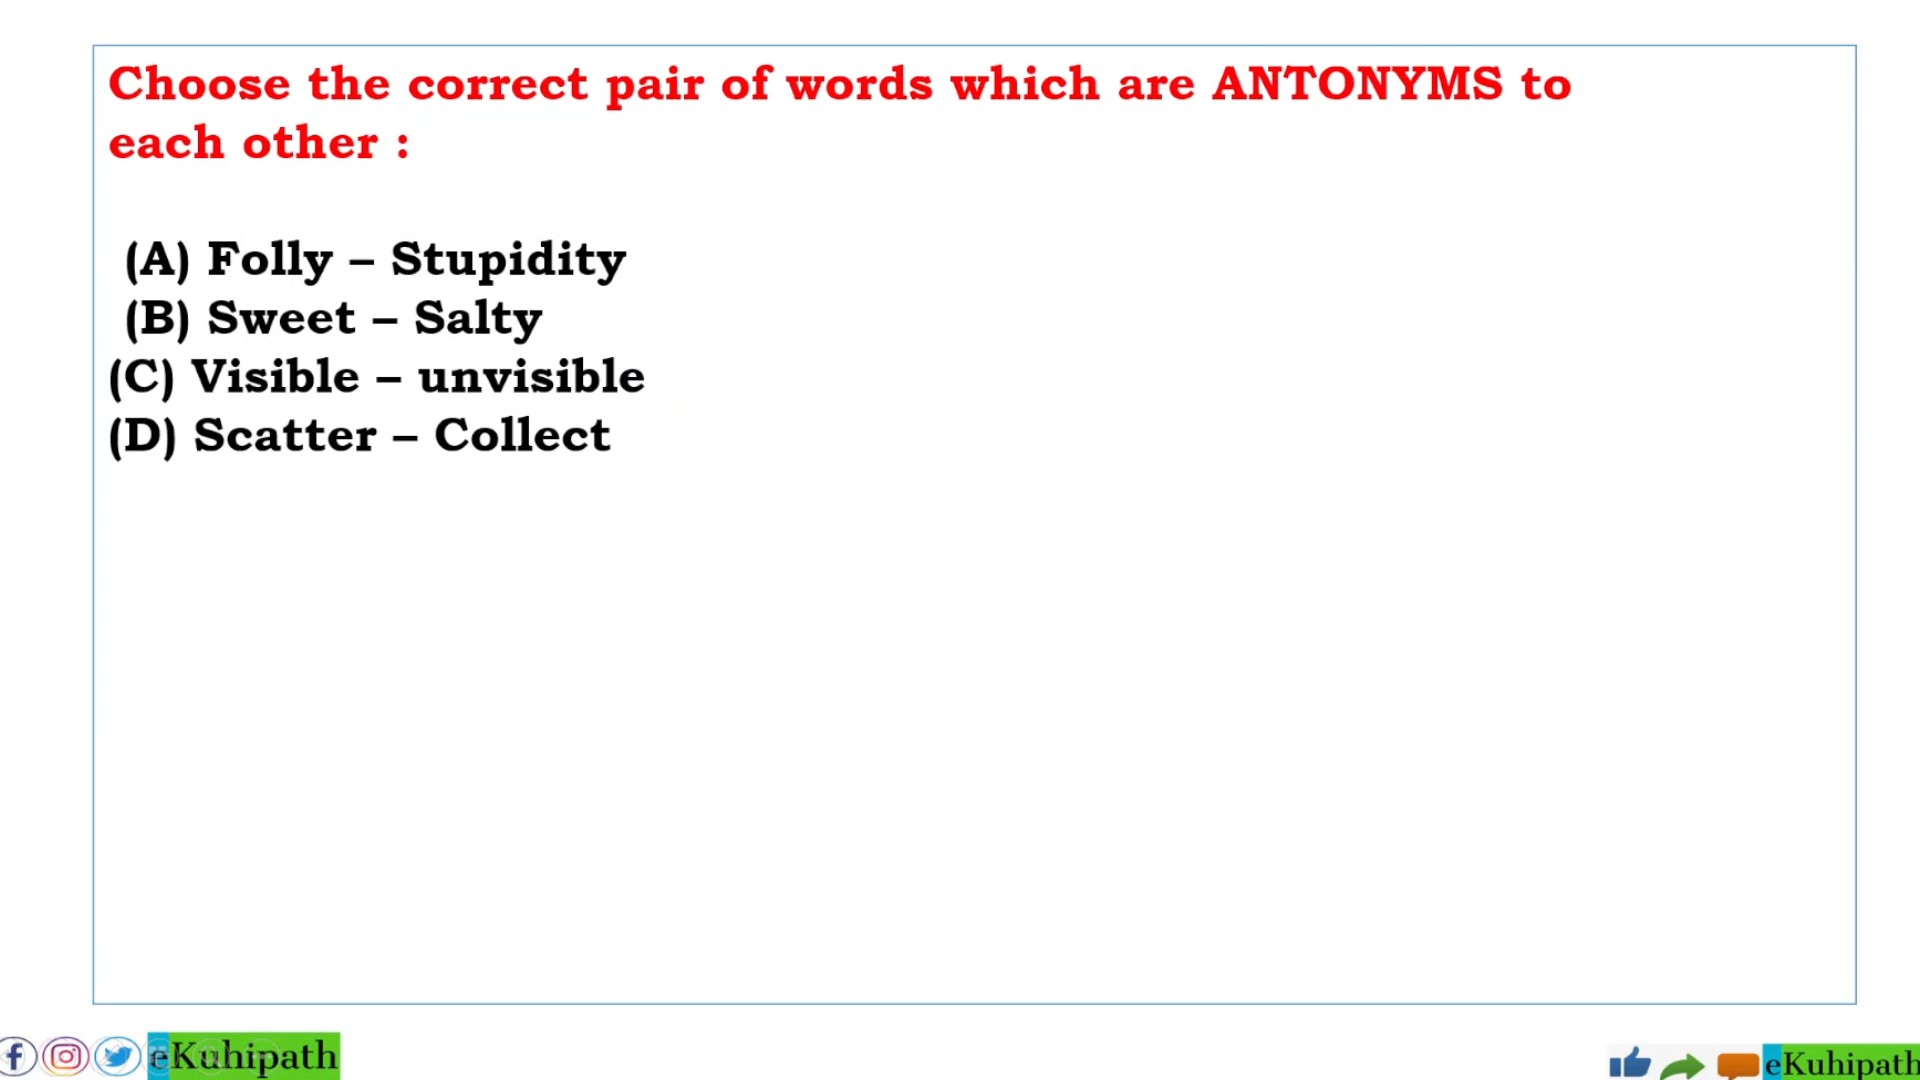 Choose the correct pair of words which are ANTONYMS to
each other :
(A) Folly – Stupidity
(B) Sweet – Salty
(C) Visible – unvisible
(D) Scatter – Collect
eKuhipath
eKuhipath